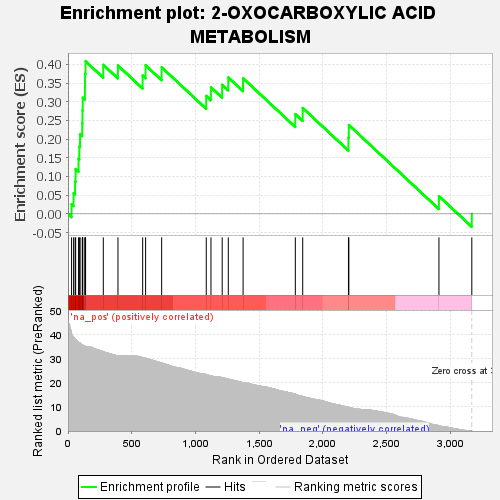 Enrichment plot: 2-OXOCARBOXYLIC ACID
METABOLISM
Enrichment score (ES)
0.40
0.35
0.30
0.25
0.20
0.15
0.10
0.05
0.00
-0.05
'na_pos' (positively correlated)
Ranked list metric (PreRanked)
50
40
30
20
10
0
Zero cross at 3
'na_neg' (negatively correlated)
0
500
1,000
1,500
2,000
2,500
3,000
Rank in Ordered Dataset
Enrichment profile
Hits
Ranking metric scores